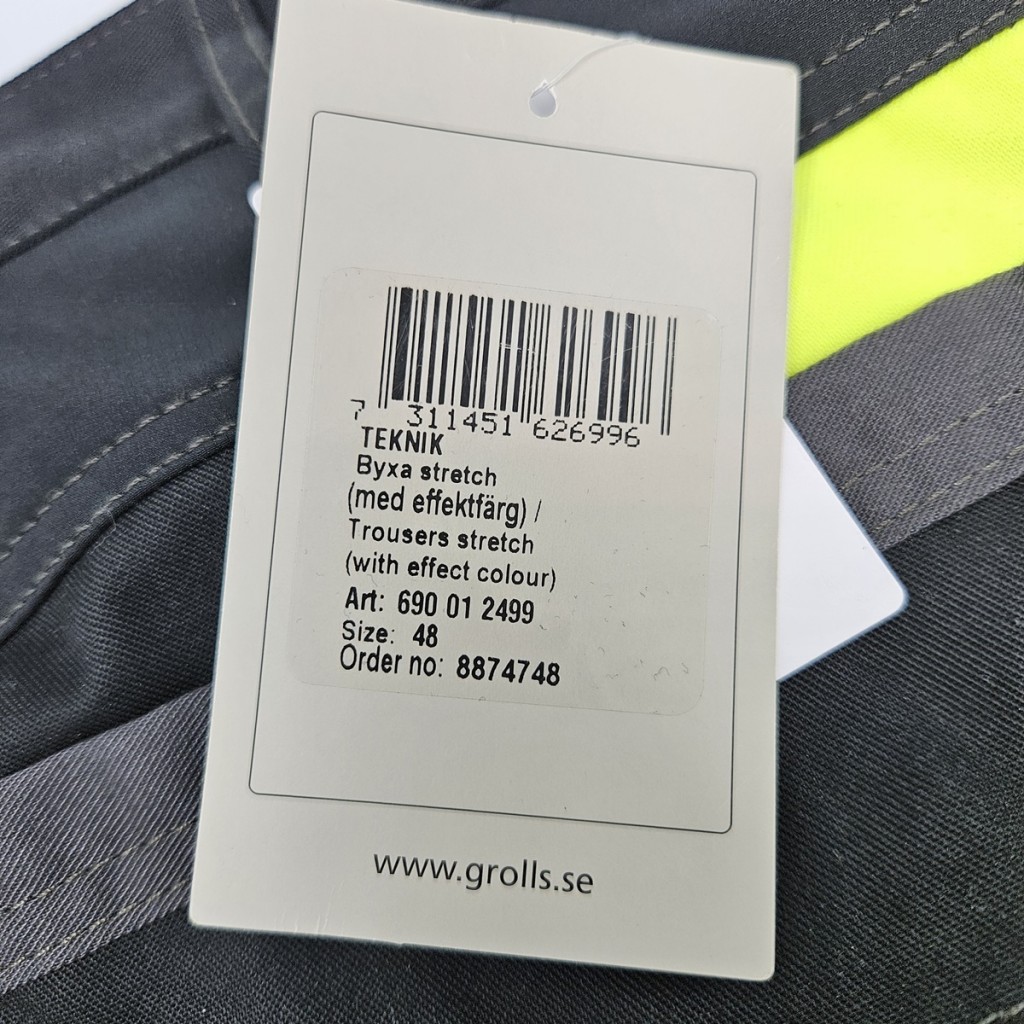 7 311451 626996
TEKNIK
Byxa stretch
(med effektfärg) /
Trousers stretch
(with effect colour)
Art: 690 01 2499
Size: 48
Order no: 8874748
www.grolls.se